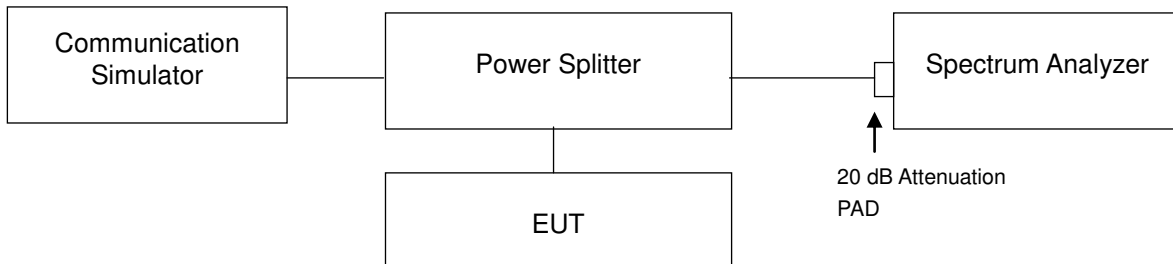 Communication
Simulator
Power Splitter
Spectrum Analyzer
20 dB Attenuation
PAD
EUT